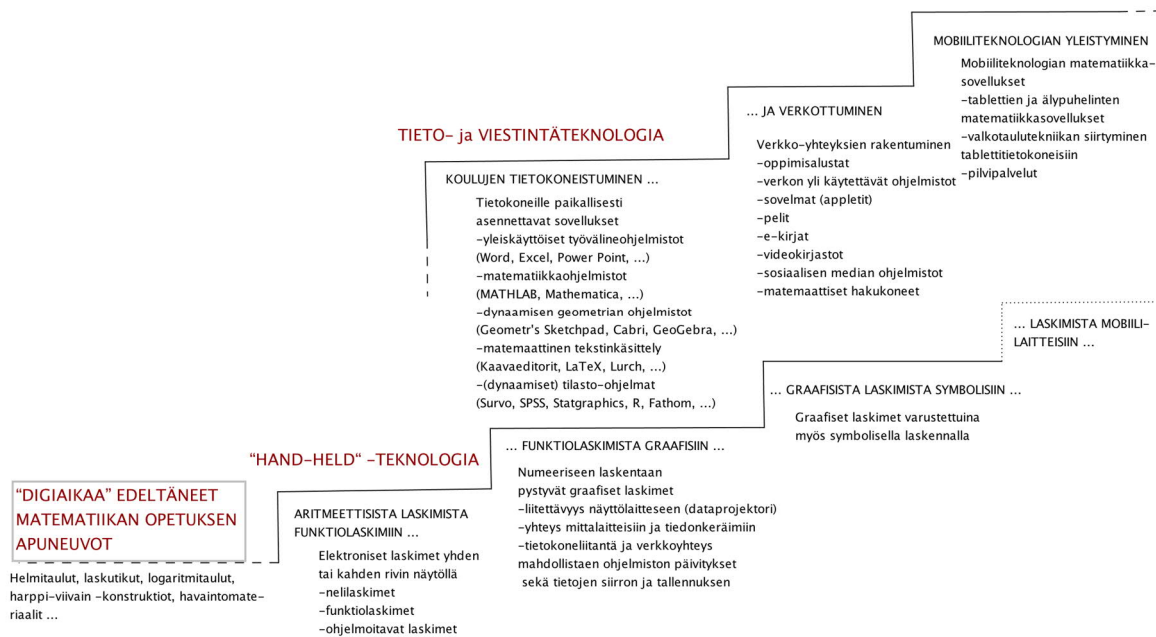 “DIGIAIKAA” EDELTÄNEET
MATEMATIIKAN OPETUKSEN
APUNEUVOT
Helmitaulut, laskutikut, logaritmitaulut,
harppi-viivain -konstruktiot, havaintomate-
riaalit ...
“HAND-HELD“ -TEKNOLOGIA
ARITMEETTISISTA LASKIMISTA
FUNKTIOLASKIMIIN ...
Elektroniset laskimet yhden
tai kahden rivin näytöllä
-nelilaskimet
-funktiolaskimet
-ohjelmoitavat laskimet
... FUNKTIOLASKIMISTA GRAAFISIIN ...
Numeeriseen laskentaan
pystyvät graafiset laskimet
-liitettävyys näyttölaitteseen (dataprojektori)
-yhteys mittalaitteisiin ja tiedonkeräimiin
-tietokoneliitantä ja verkkoyhteys
mahdollistaen ohjelmiston päivitykset
sekä tietojen siirron ja tallennuksen
... GRAAFISISTA LASKIMISTA SYMBOLISIIN ...
Graafiset laskimet varustettuina
myös symbolisella laskennalla
... LASKIMISTA MOBIILI-
LAITTEISIIN ...
TIETO- ja VIESTINTÄTEKNOLOGIA
KOULUJEN TIETOKONEISTUMINEN ...
Tietokoneille paikallisesti
asennettavat sovellukset
-yleiskäyttöiset työvälineohjelmistot
(Word, Excel, Power Point, ...)
-matematiikkaohjelmistot
(MATHLAB, Mathematica, ...)
-dynaamisen geometrian ohjelmistot
(Geometr's Sketchpad, Cabri, GeoGebra, ...)
-matemaattinen tekstinkäsittely
(Kaavaeditorit, LaTeX, Lurch, ...)
-(dynaamiset) tilasto-ohjelmat
(Survo, SPSS, Statgraphics, R, Fathom, ...)
... JA VERKOTTUMINEN
Verkko-yhteyksien rakentuminen
-oppimisalustat
-verkon yli käytettävät ohjelmistot
-sovelmat (appletit)
-pelit
-e-kirjat
-videokirjastot
-sosiaalisen median ohjelmistot
-matemaattiset hakukoneet
MOBIILITEKNOLOGIAN YLEISTYMINEN
Mobiiliteknologian matematiikka-
sovellukset
-tablettien ja älypuhelinten
matematiikkasovellukset
-valkotaulutekniikan siirtyminen
tablettitietokoneisiin
-pilvipalvelut